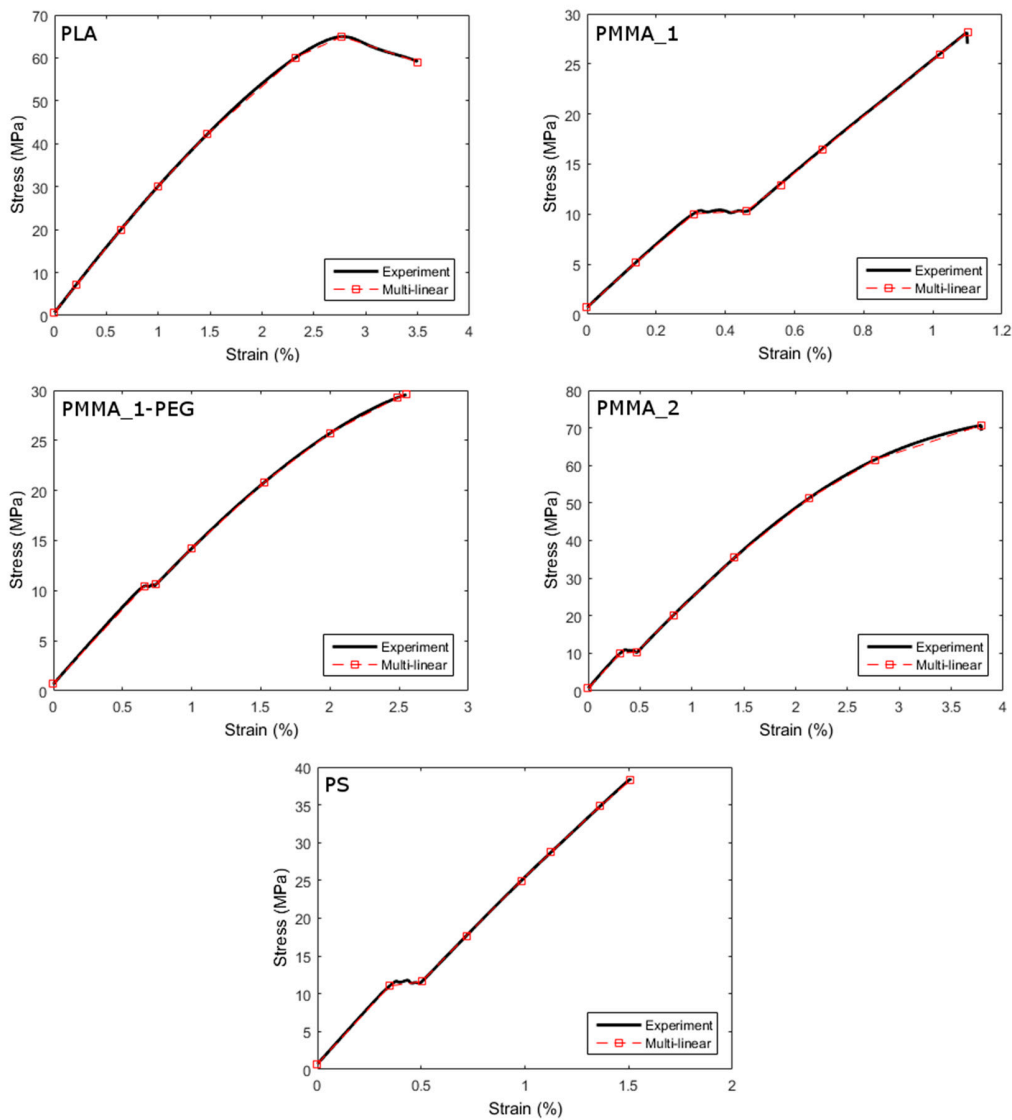 PLA
70
60
50
40
30
20
10
0
Stress (MPa)
0 0.5 1 1.5 2 2.5 3 3.5 4
Strain (%)
Experiment
Multi-linear
PMMA_1
30
25
20
15
10
5
0
Stress (MPa)
0 0.2 0.4 0.6 0.8 1 1.2
Strain (%)
Experiment
Multi-linear
PMMA_1-PEG
30
25
20
15
10
5
0
Stress (MPa)
0 0.5 1 1.5 2 2.5 3
Strain (%)
Experiment
Multi-linear
PMMA_2
80
70
60
50
40
30
20
10
0
Stress (MPa)
0 0.5 1 1.5 2 2.5 3 3.5 4
Strain (%)
Experiment
Multi-linear
PS
40
35
30
25
20
15
10
5
0
Stress (MPa)
0 0.5 1 1.5 2
Strain (%)
Experiment
Multi-linear